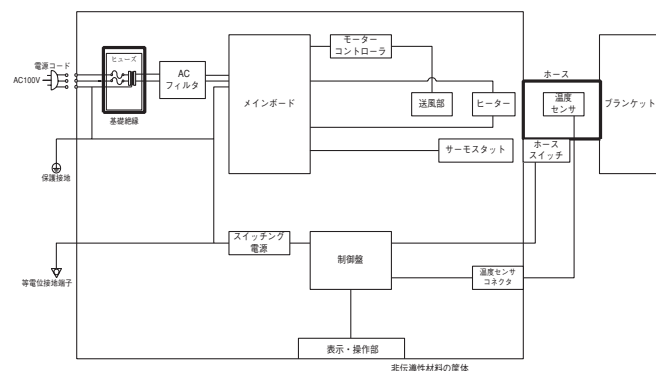 モーター
コントローラ
電源コード
AC100V
ヒューズ
基礎絶縁
AC
フィルタ
メインボード
送風部
ヒーター
サーモスタット
ホース
温度
センサ
ブランケット
ホース
スイッチ
保護接地
スイッチング
電源
制御盤
温度センサ
コネクタ
等電位接地端子
表示・操作部
非伝導性材料の筐体